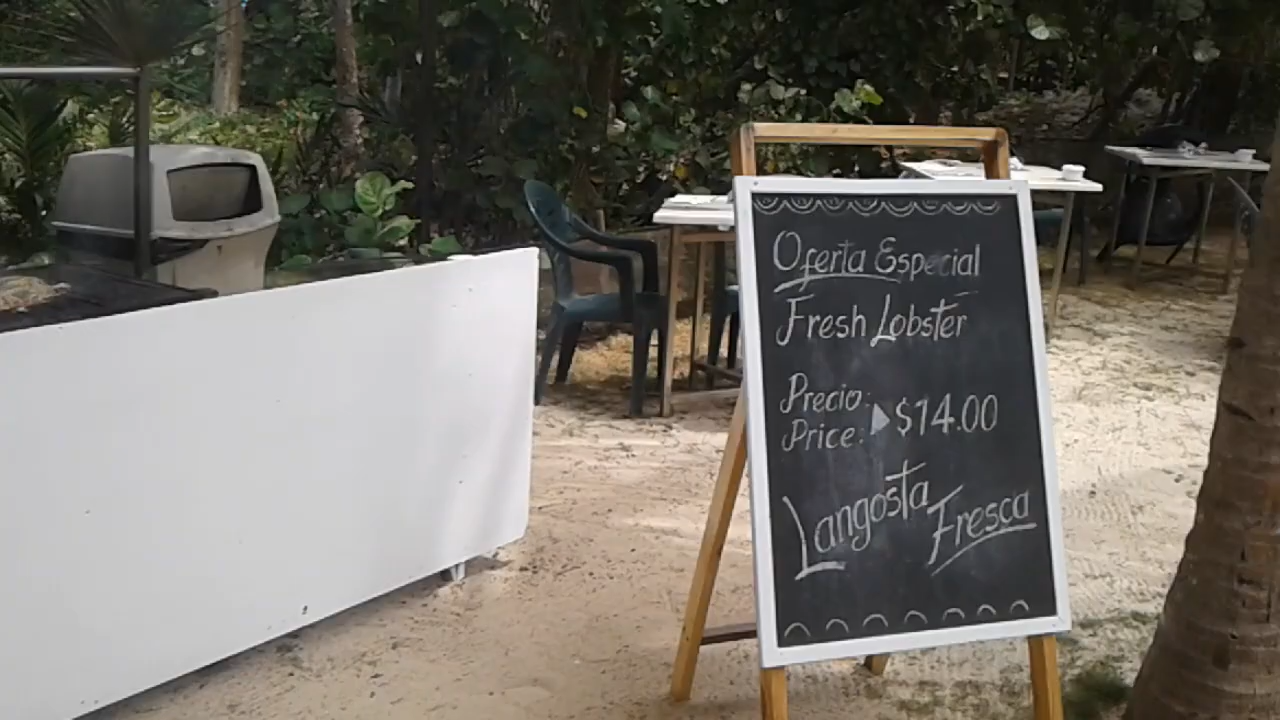 Oferta Especial
Fresh Lobster
Precio:
Price: $14.00
Langosta Fresca